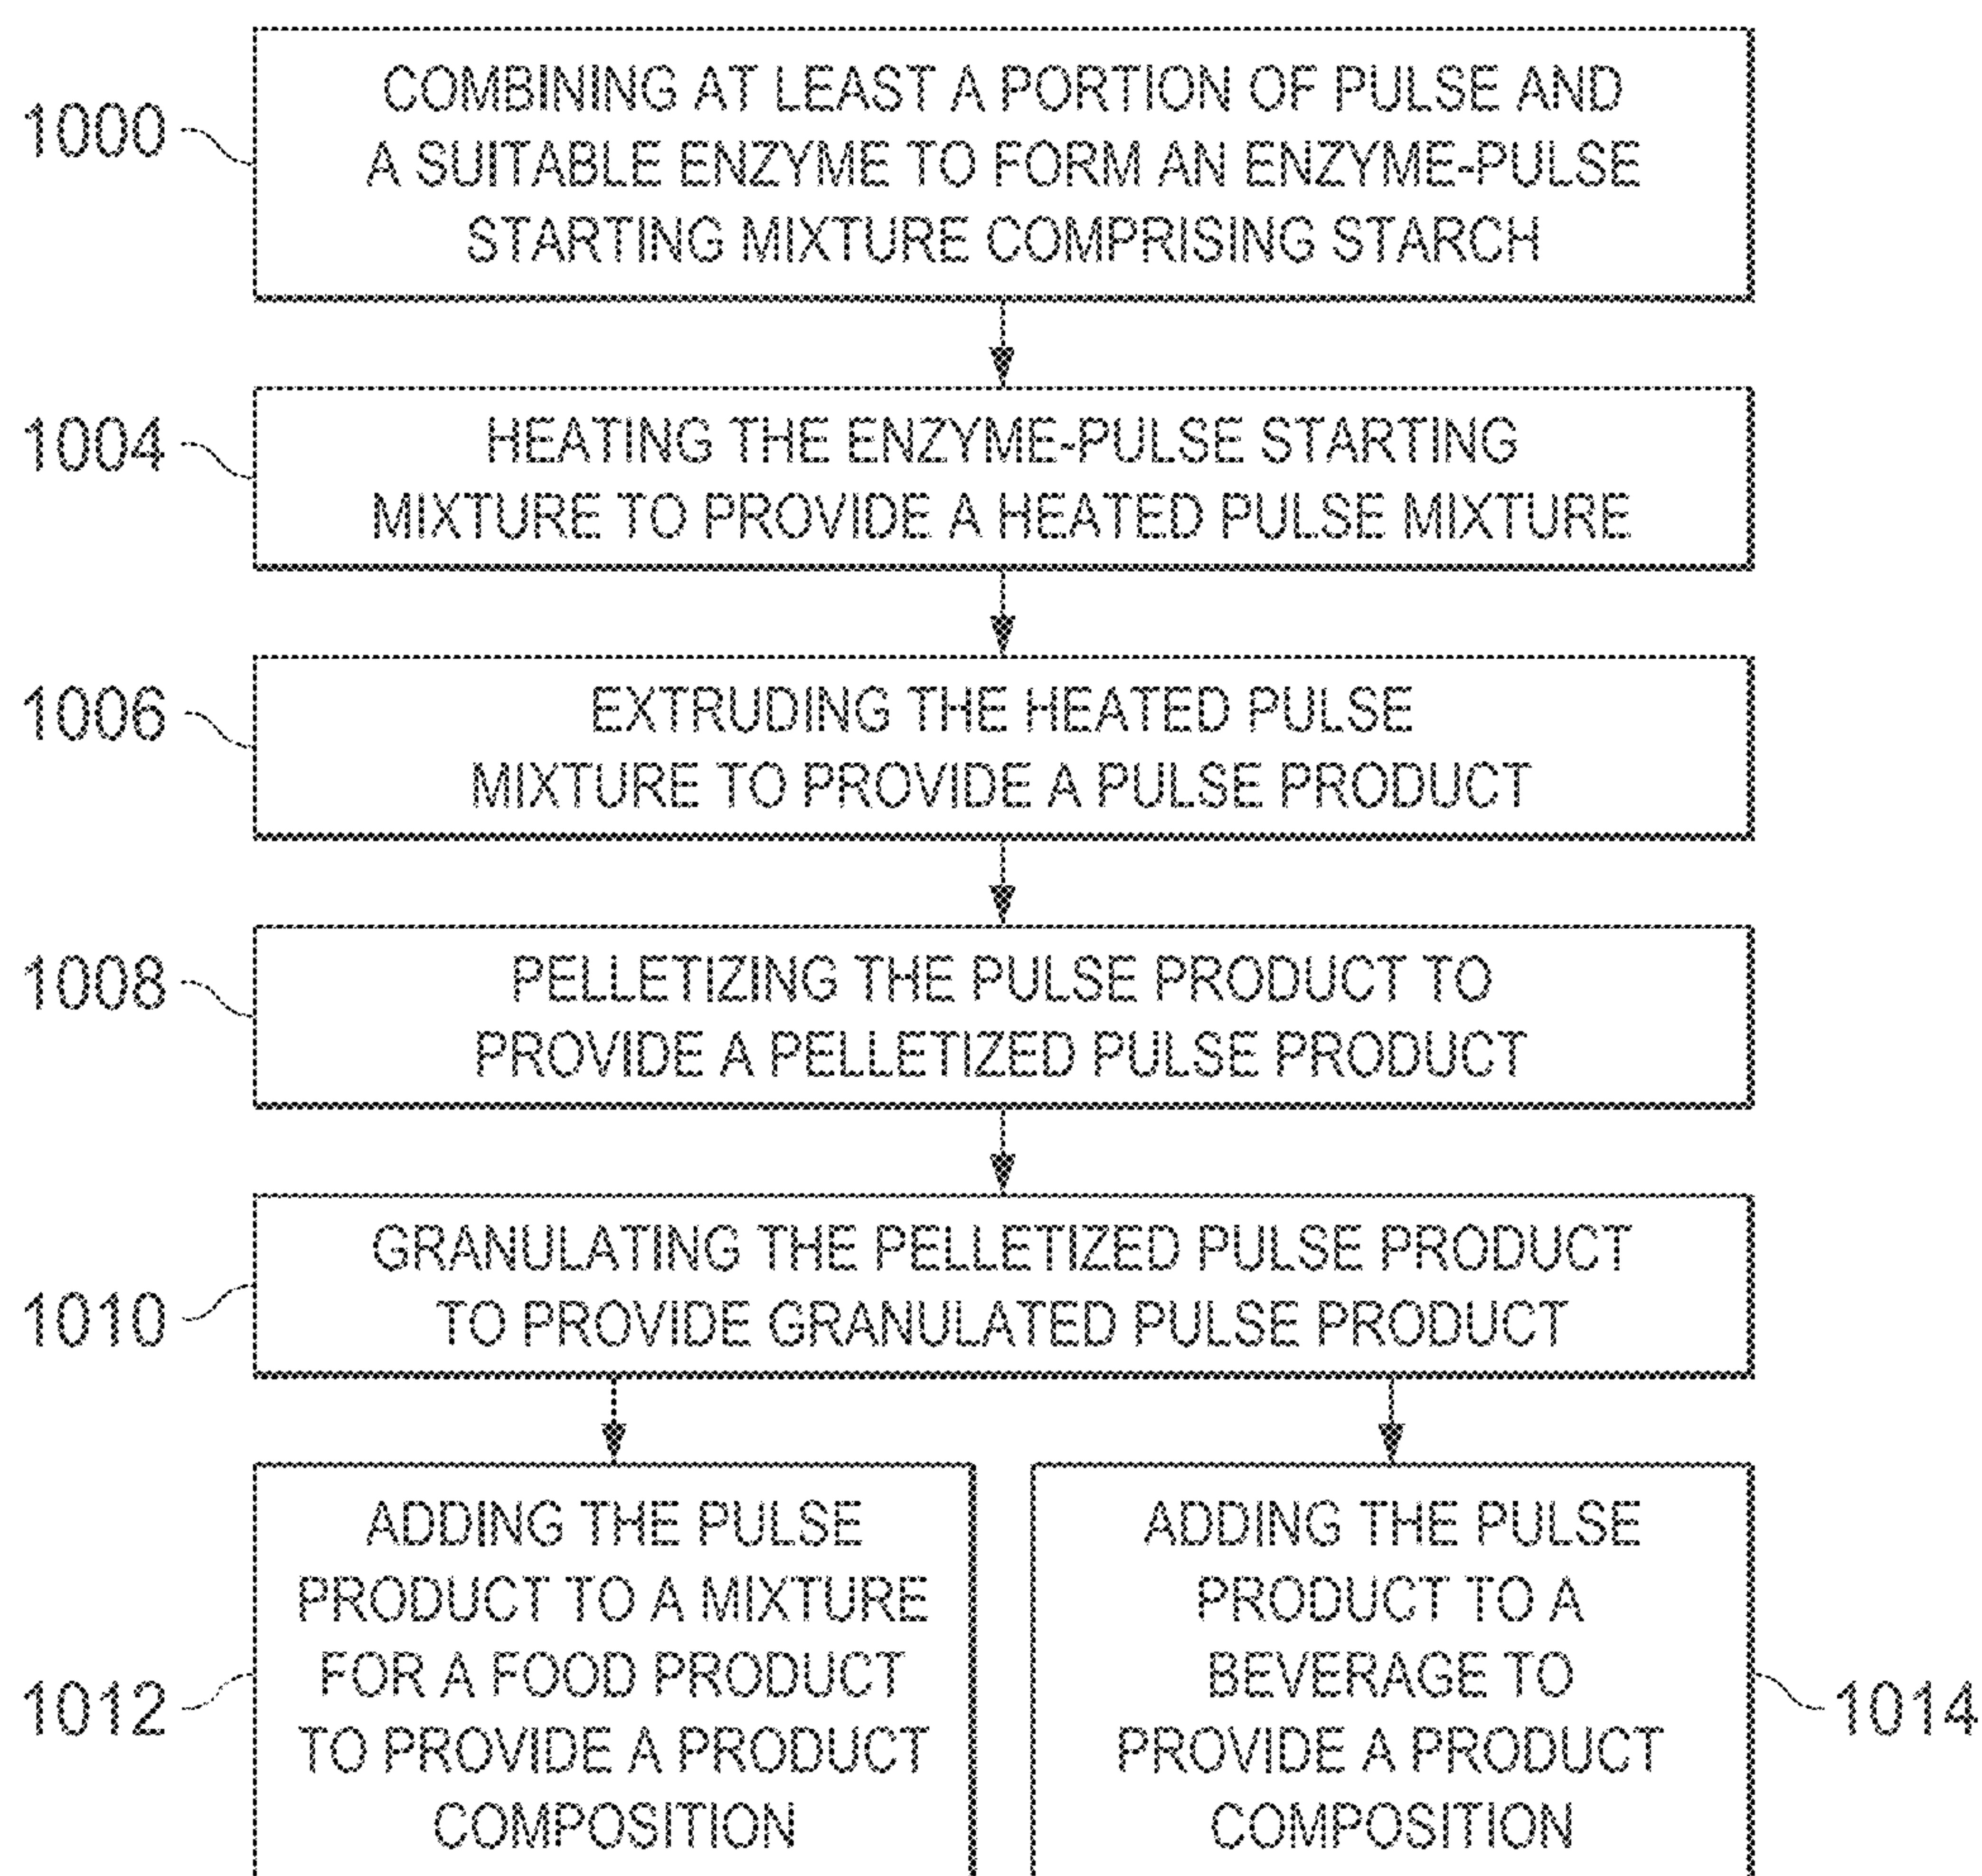 1000
COMBINING AT LEAST A PORTION OF PULSE AND
A SUITABLE ENZYME TO FORM AN ENZYME-PULSE
STARTING MIXTURE COMPRISING STARCH
1004
HEATING THE ENZYME-PULSE STARTING
MIXTURE TO PROVIDE A HEATED PULSE MIXTURE
1006
EXTRUDING THE HEATED PULSE
MIXTURE TO PROVIDE A PULSE PRODUCT
1008
PELLETIZING THE PULSE PRODUCT TO
PROVIDE A PELLETIZED PULSE PRODUCT
1010
GRANULATING THE PELLETIZED PULSE PRODUCT
TO PROVIDE GRANULATED PULSE PRODUCT
1012
ADDING THE PULSE
PRODUCT TO A MIXTURE
FOR A FOOD PRODUCT
TO PROVIDE A PRODUCT
COMPOSITION
ADDING THE PULSE
PRODUCT TO A
BEVERAGE TO
PROVIDE A PRODUCT
COMPOSITION
1014